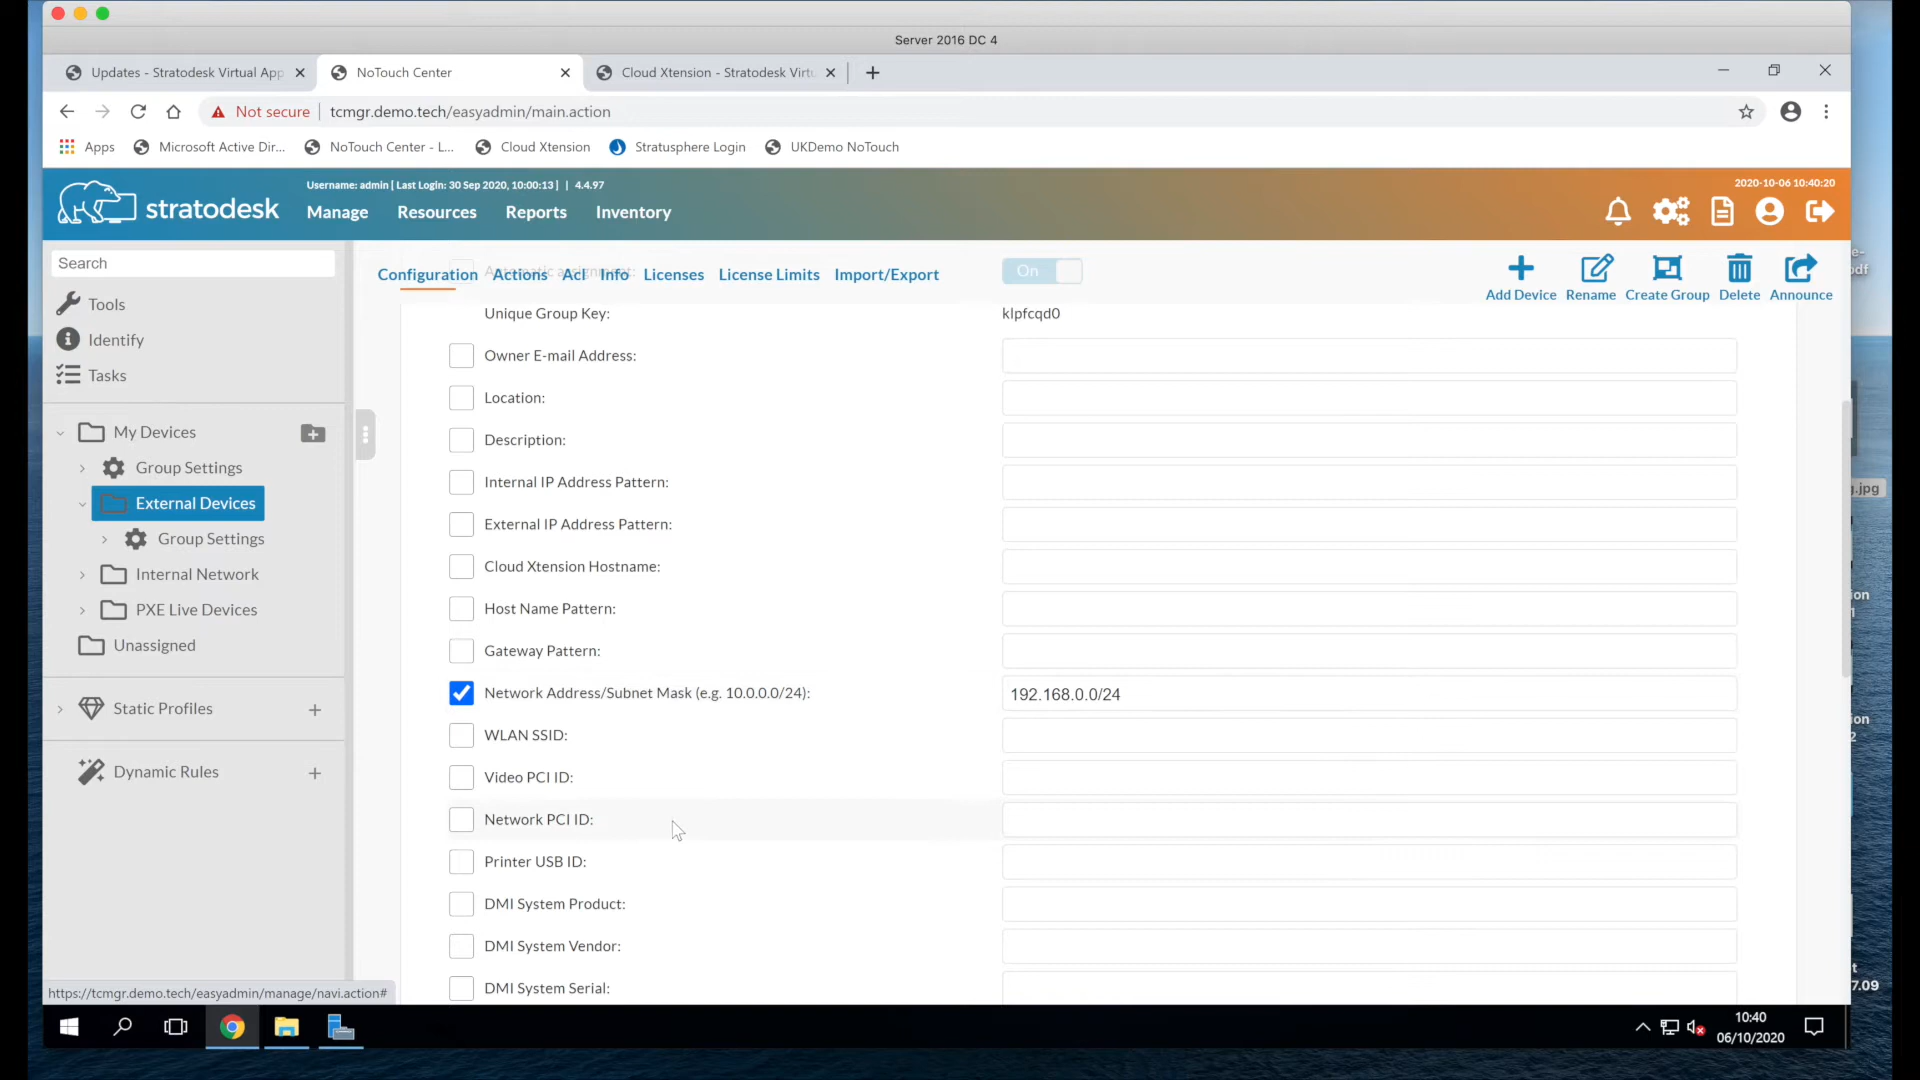 Server 2016 DC 4
Updates - Stratodesk Virtual App
NoTouch Center
Cloud Xtension - Stratodesk Virtu
Not secure
tcmgr.demo.tech/easyadmin/main.action
Apps
Microsoft Active Dir...
NoTouch Center - L...
Cloud Xtension
Stratusphere Login
UKDemo NoTouch
stratodesk
Username: admin [ Last Login: 30 Sep 2020, 10:00:13 ] | 4.4.97
2020-10-06 10:40:20
Manage
Resources
Reports
Inventory
Search
Tools
Identify
Tasks
My Devices
Group Settings
External Devices
Group Settings
Internal Network
PXE Live Devices
Unassigned
Static Profiles
Dynamic Rules
https://tcmgr.demo.tech/easyadmin/manage/navi.action#
Configuration
Actions
Acl
Info
Licenses
License Limits
Import/Export
Automatic assignment:
On
Add Device
Rename
Create Group
Delete
Announce
Unique Group Key: klpfcqd0
Owner E-mail Address:
Location:
Description:
Internal IP Address Pattern:
External IP Address Pattern:
Cloud Xtension Hostname:
Host Name Pattern:
Gateway Pattern:
Network Address/Subnet Mask (e.g. 10.0.0.0/24): 192.168.0.0/24
WLAN SSID:
Video PCI ID:
Network PCI ID:
Printer USB ID:
DMI System Product:
DMI System Vendor:
DMI System Serial:
10:40
06/10/2020
7.09